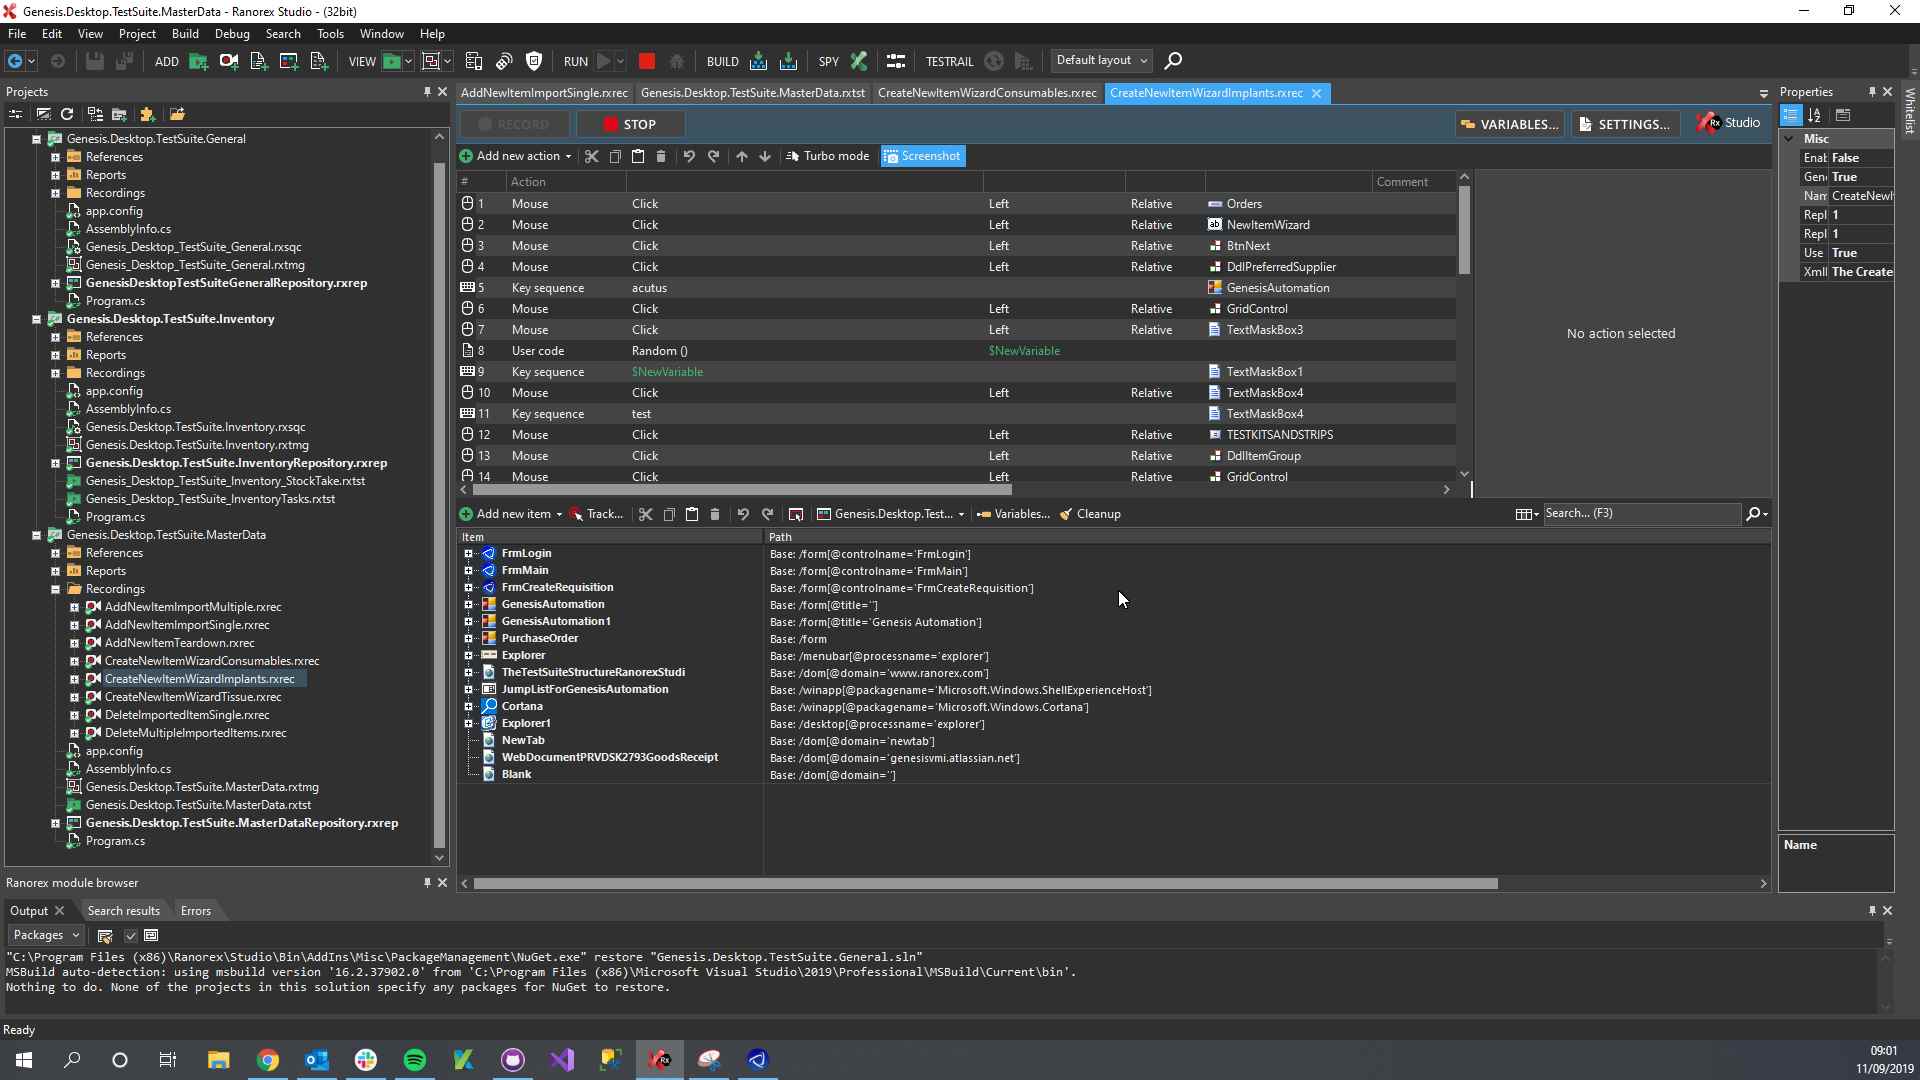 Genesis.Desktop.TestSuite.MasterData - Ranorex Studio - (32bit)
File Edit View Project Build Debug Search Tools Window Help
ADD VIEW RUN BUILD SPY TESTRAIL Default layout
Projects
Genesis.Desktop.TestSuite.General
References
Reports
Recordings
app.config
AssemblyInfo.cs
Genesis_Desktop_TestSuite_General.rxsqc
Genesis_Desktop_TestSuite_General.rxtmg
GenesisDesktopTestSuiteGeneralRepository.rxrep
Program.cs
Genesis.Desktop.TestSuite.Inventory
References
Reports
Recordings
app.config
AssemblyInfo.cs
Genesis.Desktop.TestSuite.Inventory.rxsqc
Genesis.Desktop.TestSuite.Inventory.rxtmg
Genesis.Desktop.TestSuite.InventoryRepository.rxrep
Genesis_Desktop_TestSuite_Inventory_StockTake.rxtst
Genesis_Desktop_TestSuite_InventoryTasks.rxtst
Program.cs
Genesis.Desktop.TestSuite.MasterData
References
Reports
Recordings
AddNewItemImportMultiple.rxrec
AddNewItemImportSingle.rxrec
AddNewItemTeardown.rxrec
CreateNewItemWizardConsumables.rxrec
CreateNewItemWizardImplants.rxrec
CreateNewItemWizardTissue.rxrec
DeleteImportedItemSingle.rxrec
DeleteMultipleImportedItems.rxrec
app.config
AssemblyInfo.cs
Genesis.Desktop.TestSuite.MasterData.rxtmg
Genesis.Desktop.TestSuite.MasterData.rxtst
Genesis.Desktop.TestSuite.MasterDataRepository.rxrep
Program.cs
Ranorex module browser
AddNewItemImportSingle.rxrec Genesis.Desktop.TestSuite.MasterData.rxtst CreateNewItemWizardConsumables.rxrec CreateNewItemWizardImplants.rxrec
RECORD STOP VARIABLES... SETTINGS... Rx Studio
Add new action Turbo mode Screenshot
# Action Comment
1 Mouse Click Left Relative Orders
2 Mouse Click Left Relative NewItemWizard
3 Mouse Click Left Relative BtnNext
4 Mouse Click Left Relative DdlPreferredSupplier
5 Key sequence acutus GenesisAutomation
6 Mouse Click Left Relative GridControl
7 Mouse Click Left Relative TextMaskBox3
8 User code Random () $NewVariable
9 Key sequence $NewVariable TextMaskBox1
10 Mouse Click Left Relative TextMaskBox4
11 Key sequence test TextMaskBox4
12 Mouse Click Left Relative TESTKITSANDSTRIPS
13 Mouse Click Left Relative DdlItemGroup
14 Mouse Click Left Relative GridControl
No action selected
Add new item Track... Genesis.Desktop.Test... Variables... Cleanup Search... (F3)
Item Path
FrmLogin Base: /form[@controlname='FrmLogin']
FrmMain Base: /form[@controlname='FrmMain']
FrmCreateRequisition Base: /form[@controlname='FrmCreateRequisition']
GenesisAutomation Base: /form[@title='']
GenesisAutomation1 Base: /form[@title='Genesis Automation']
PurchaseOrder Base: /form
Explorer Base: /menubar[@processname='explorer']
TheTestSuiteStructureRanorexStudi Base: /dom[@domain='www.ranorex.com']
JumpListForGenesisAutomation Base: /winapp[@packagename='Microsoft.Windows.ShellExperienceHost']
Cortana Base: /winapp[@packagename='Microsoft.Windows.Cortana']
Explorer1 Base: /desktop[@processname='explorer']
NewTab Base: /dom[@domain='newtab']
WebDocumentPRVDSK2793GoodsReceipt Base: /dom[@domain='genesisvmi.atlassian.net']
Blank Base: /dom[@domain='']
Properties
Misc
Enab False
Gen True
Nam CreateNewI
Repl 1
Repl 1
Use True
Xml The Create
Name
Whitelist
Output Search results Errors
Packages
"C:\Program Files (x86)\Ranorex\Studio\Bin\AddIns\Misc\PackageManagement\NuGet.exe" restore "Genesis.Desktop.TestSuite.General.sln"
MSBuild auto-detection: using msbuild version '16.2.37902.0' from 'C:\Program Files (x86)\Microsoft Visual Studio\2019\Professional\MSBuild\Current\bin'.
Nothing to do. None of the projects in this solution specify any packages for NuGet to restore.
Ready
09:01
11/09/2019